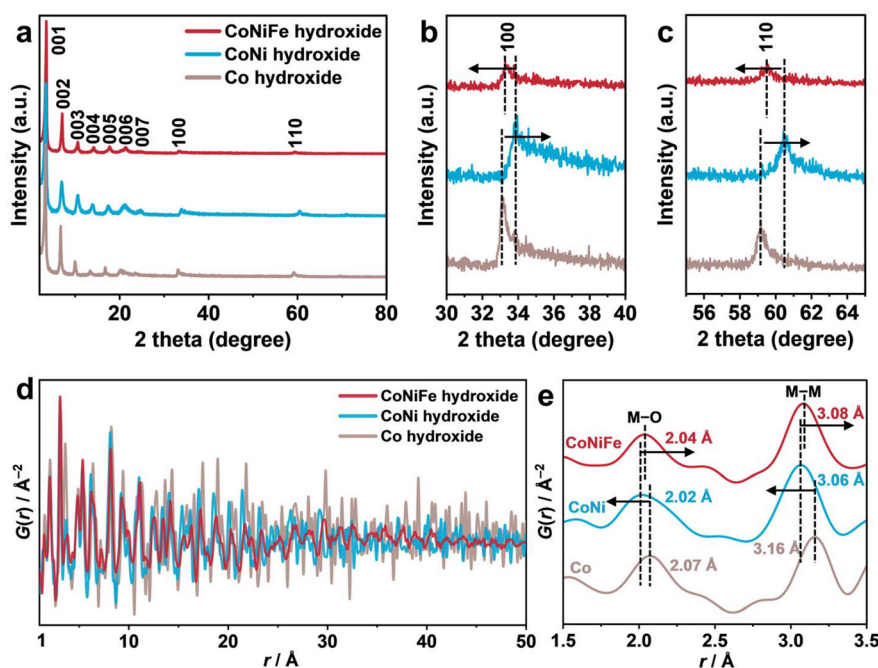 a
001
002
003
004
005
006
007
100
110
CoNiFe hydroxide
CoNi hydroxide
Co hydroxide
Intensity (a.u.)
20 40 60 80
2 theta (degree)
b
100
Intensity (a.u.)
30 32 34 36 38 40
2 theta (degree)
c
110
Intensity (a.u.)
56 58 60 62 64
2 theta (degree)
d
CoNiFe hydroxide
CoNi hydroxide
Co hydroxide
G(r) / Å⁻²
1 10 20 30 40 50
r / Å
e
M–O
M–M
CoNiFe
2.04 Å
3.08 Å
CoNi
2.02 Å
3.06 Å
Co
2.07 Å
3.16 Å
G(r) / Å⁻²
1.5 2.0 2.5 3.0 3.5
r / Å